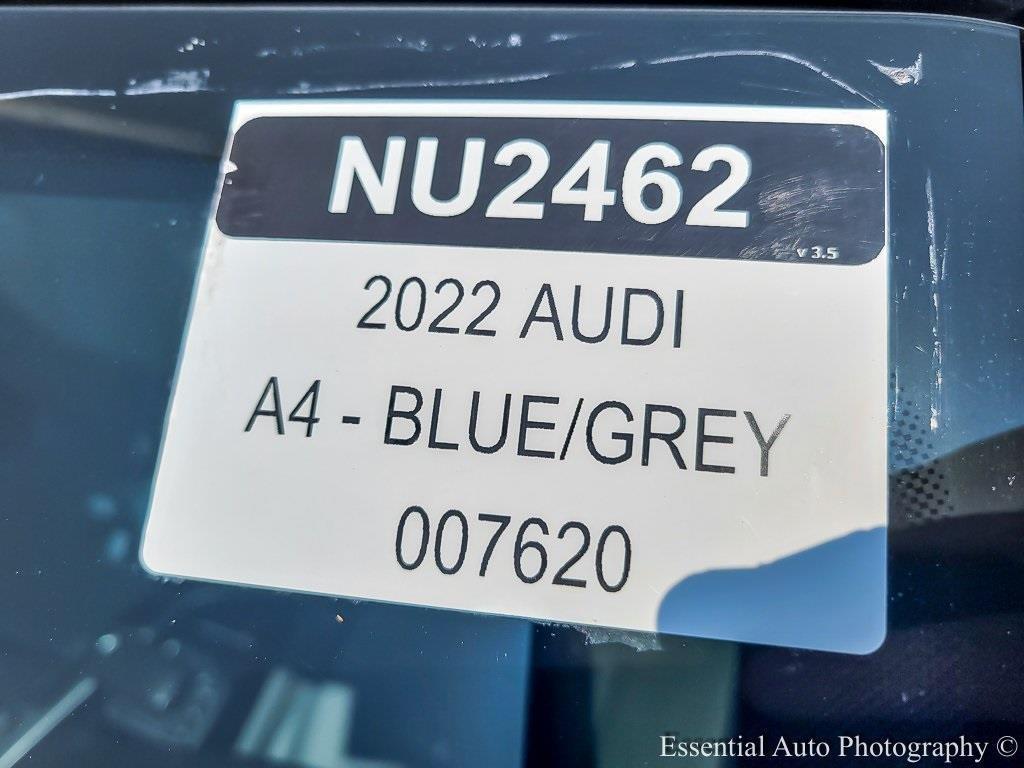 NU2462
v 3.5
2022 AUDI
A4 - BLUE/GREY
007620
Essential Auto Photography ©